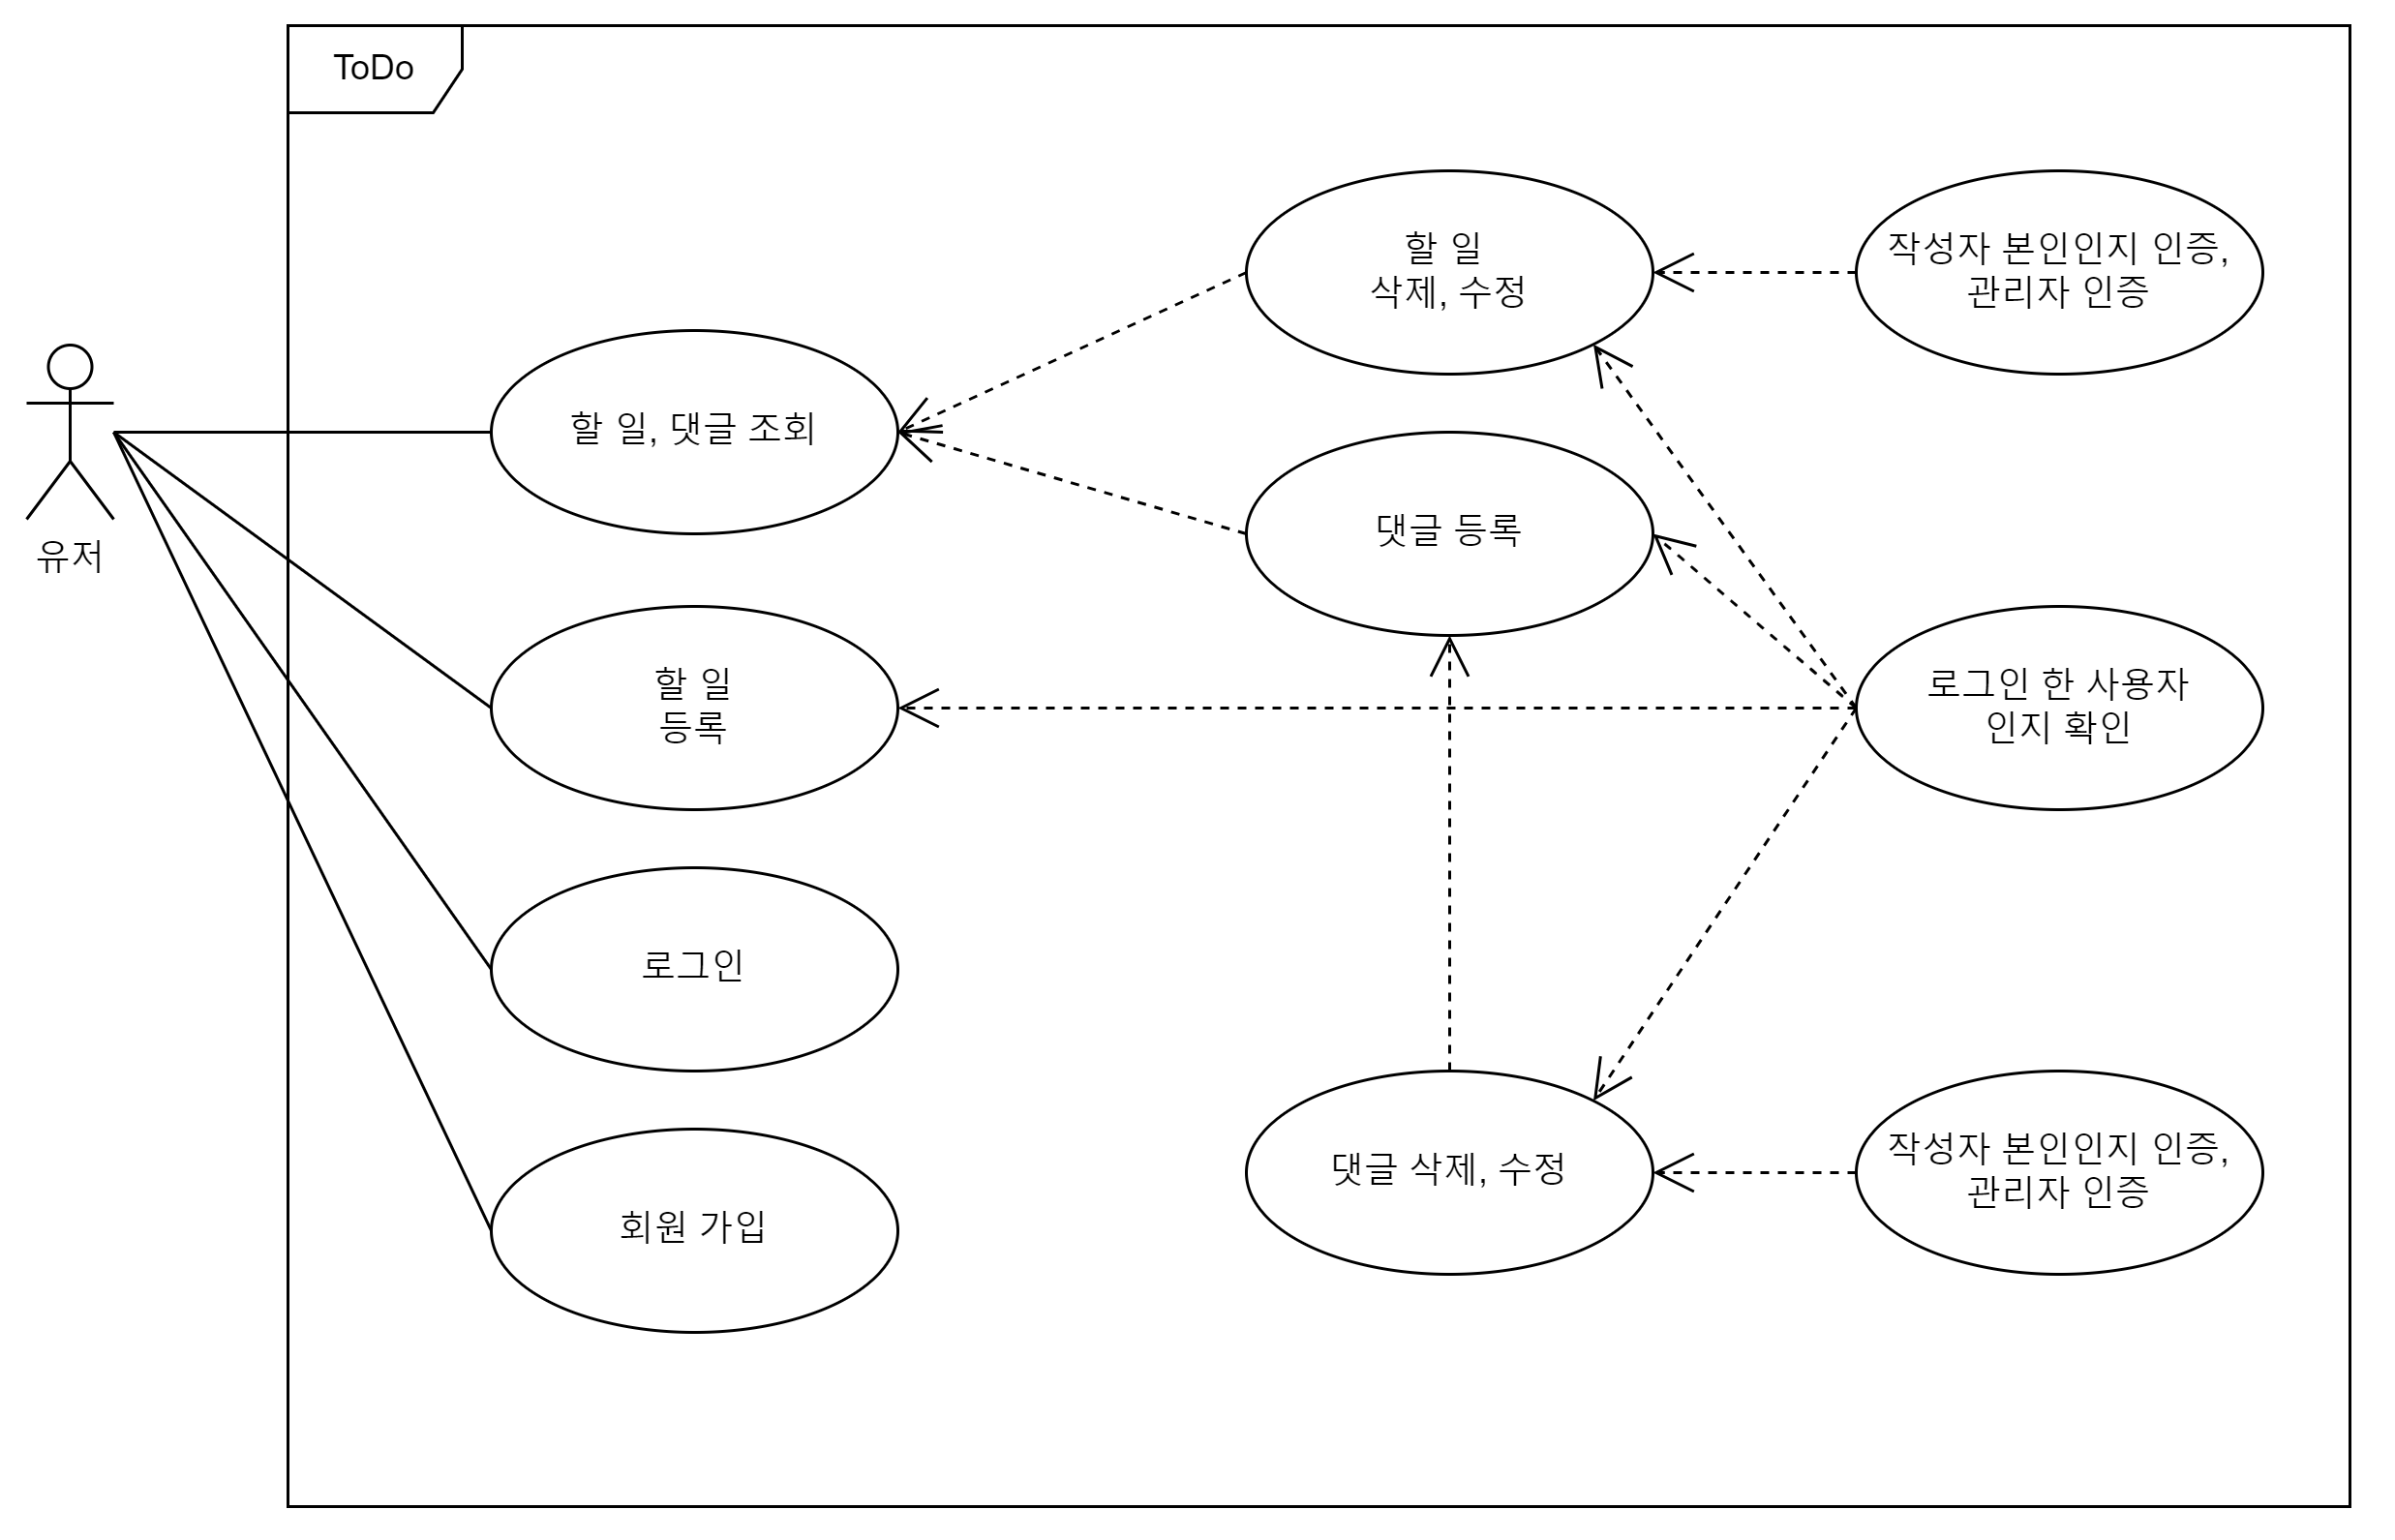 ToDo
할 일
삭제, 수정
작성자 본인인지 인증,
관리자 인증
할 일, 댓글 조회
댓글 등록
유저
할 일
등록
로그인 한 사용자
인지 확인
로그인
댓글 삭제, 수정
작성자 본인인지 인증,
관리자 인증
회원 가입